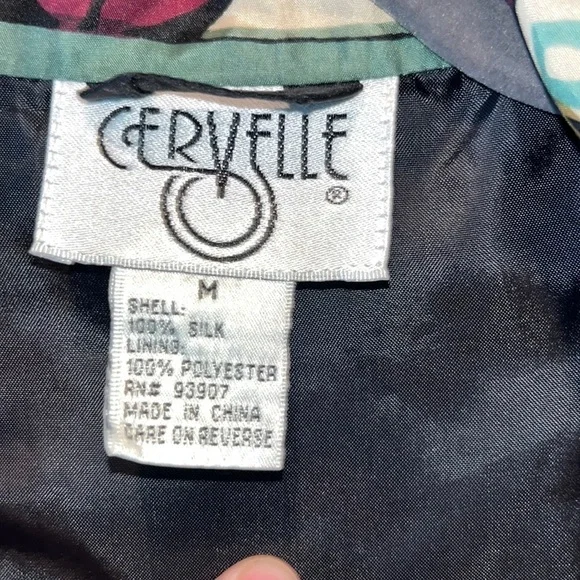 CERVELLE
®
M
SHELL:
100% SILK
LINING:
100% POLYESTER
RN# 93907
MADE IN CHINA
CARE ON REVERSE